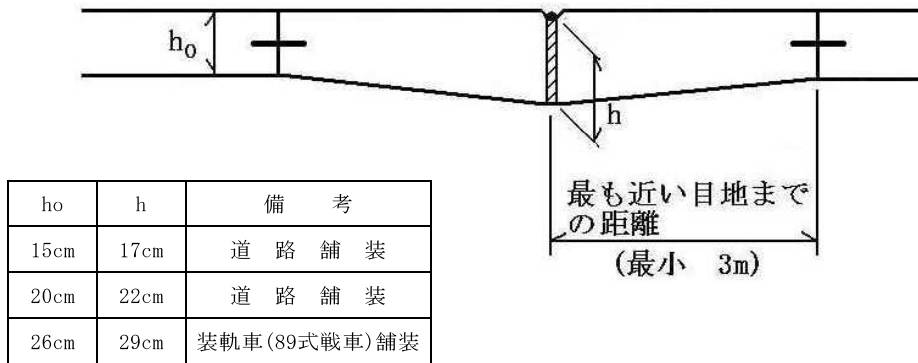 h0
h
最も近い目地まで
の距離
(最小 3m)
ho h 備 考
15cm 17cm 道 路 舗 装
20cm 22cm 道 路 舗 装
26cm 29cm 装軌車(89式戦車)舗装